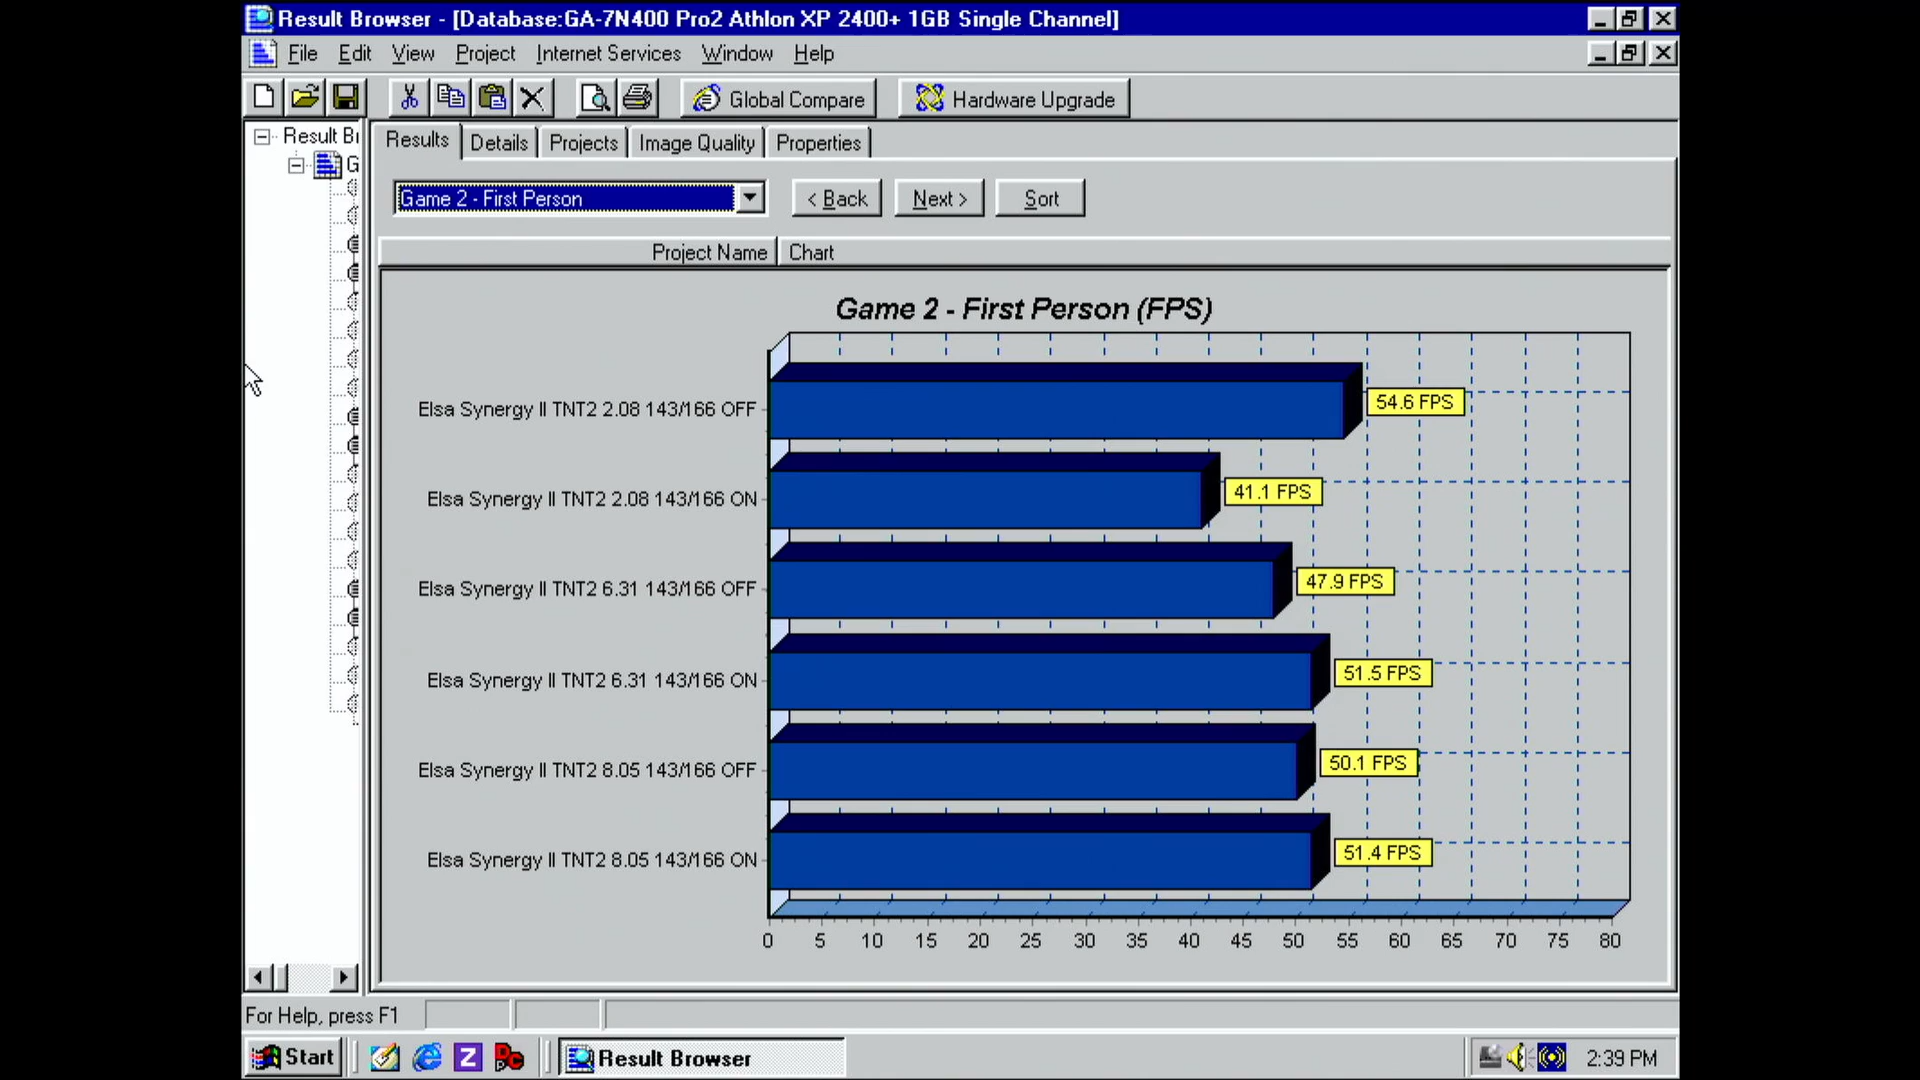 Result Browser - [Database:GA-7N400 Pro2 Athlon XP 2400+ 1GB Single Channel]
File Edit View Project Internet Services Window Help
Global Compare Hardware Upgrade
Result Br
G
Results Details Projects Image Quality Properties
Game 2 - First Person < Back Next > Sort
Project Name Chart
Game 2 - First Person (FPS)
Elsa Synergy II TNT2 2.08 143/166 OFF 54.6 FPS
Elsa Synergy II TNT2 2.08 143/166 ON 41.1 FPS
Elsa Synergy II TNT2 6.31 143/166 OFF 47.9 FPS
Elsa Synergy II TNT2 6.31 143/166 ON 51.5 FPS
Elsa Synergy II TNT2 8.05 143/166 OFF 50.1 FPS
Elsa Synergy II TNT2 8.05 143/166 ON 51.4 FPS
0 5 10 15 20 25 30 35 40 45 50 55 60 65 70 75 80
For Help, press F1
Start Z Result Browser 2:39 PM